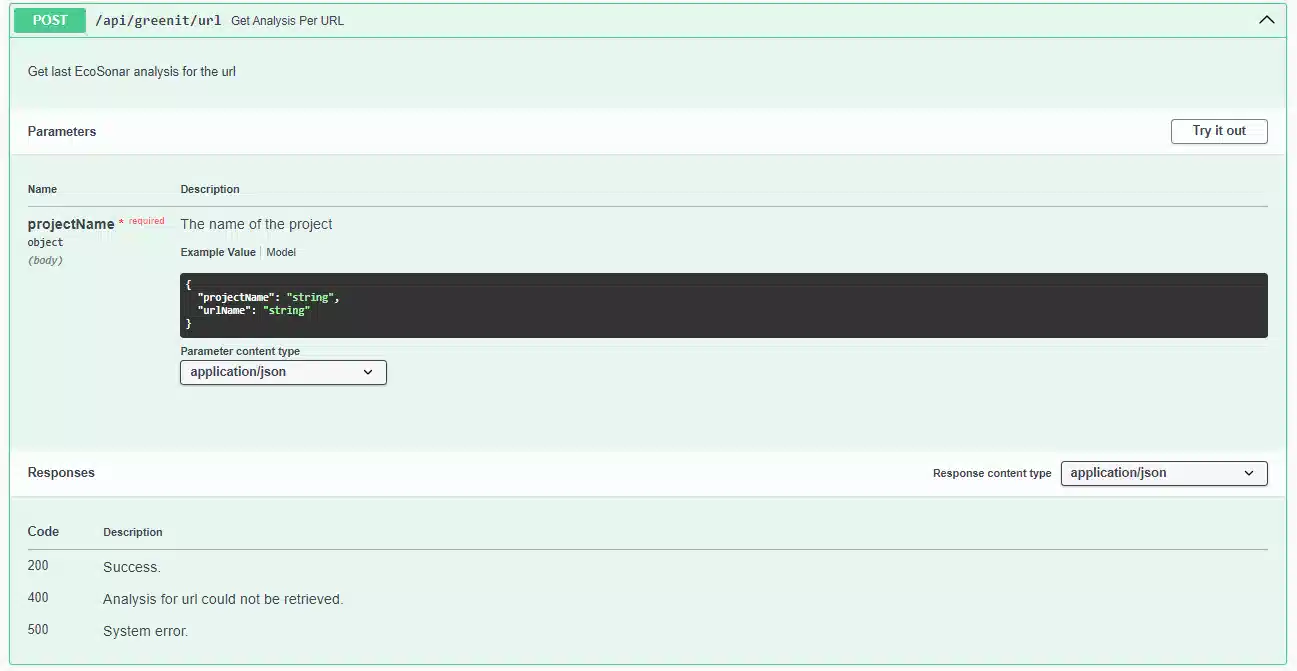 POST /api/greenit/url Get Analysis Per URL
Get last EcoSonar analysis for the url
Parameters
Try it out
Name Description
projectName * required The name of the project
object
(body)
Example Value Model
{
"projectName": "string",
"urlName": "string"
}
Parameter content type
application/json
Responses
Response content type application/json
Code Description
200 Success.
400 Analysis for url could not be retrieved.
500 System error.